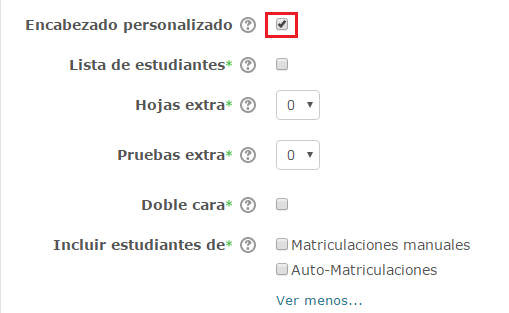 Encabezado personalizado
Lista de estudiantes*
Hojas extra* 0
Pruebas extra* 0
Doble cara*
Incluir estudiantes de* Matriculaciones manuales
Auto-Matriculaciones
Ver menos...